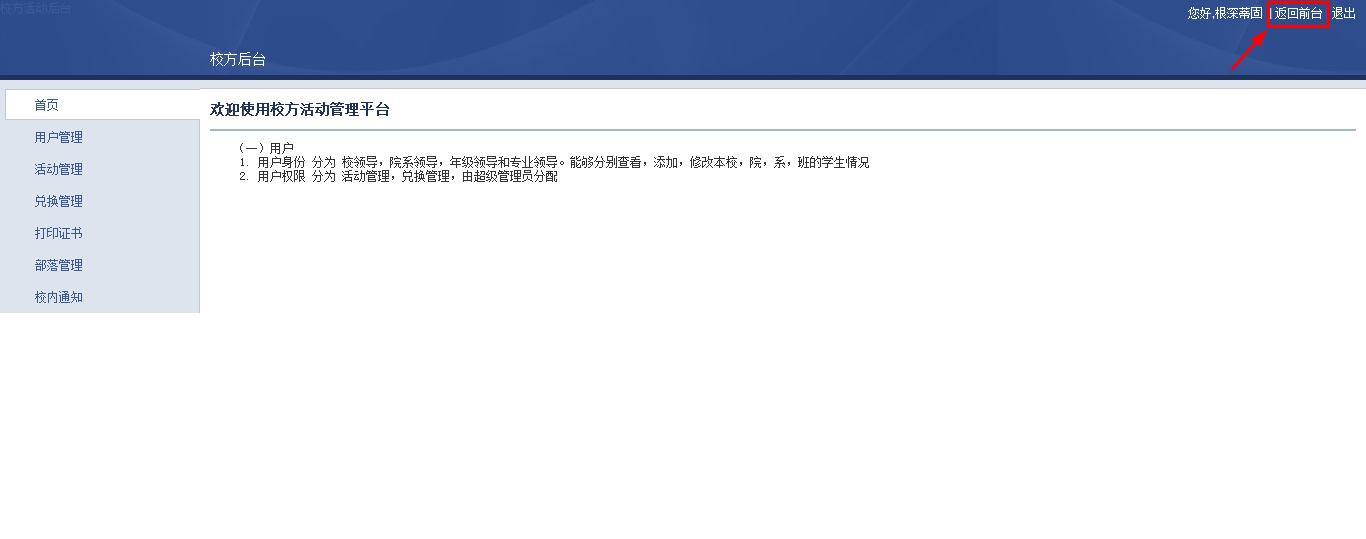 校方活动后台
您好,根深蒂固 | 返回前台 退出
校方后台
首页
用户管理
活动管理
兑换管理
打印证书
部落管理
校内通知
欢迎使用校方活动管理平台
（一）用户
1. 用户身份 分为 校领导，院系领导，年级领导和专业领导。能够分别查看，添加，修改本校，院，系，班的学生情况
2. 用户权限 分为 活动管理，兑换管理，由超级管理员分配